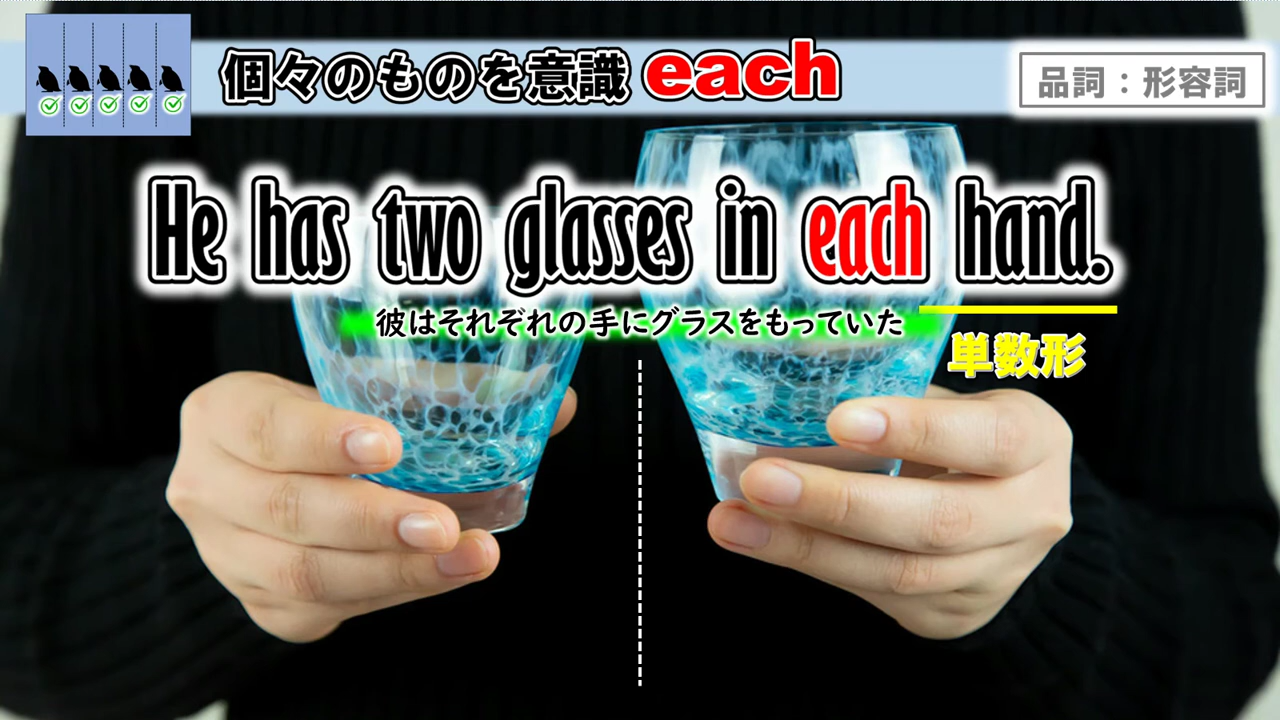 個々のものを意識 each
品詞：形容詞
He has two glasses in each hand.
彼はそれぞれの手にグラスをもっていた
単数形